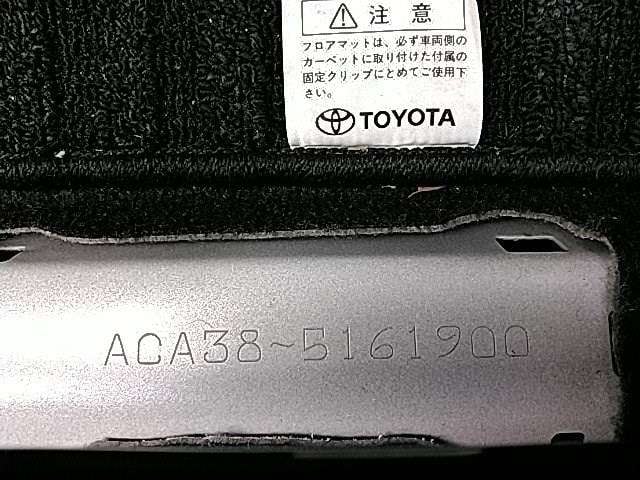 注意
フロアマットは、必ず車両側の
カーペットに取り付けた付属の
固定クリップにとめてご使用下
さい。
TOYOTA
ACA38~5161900